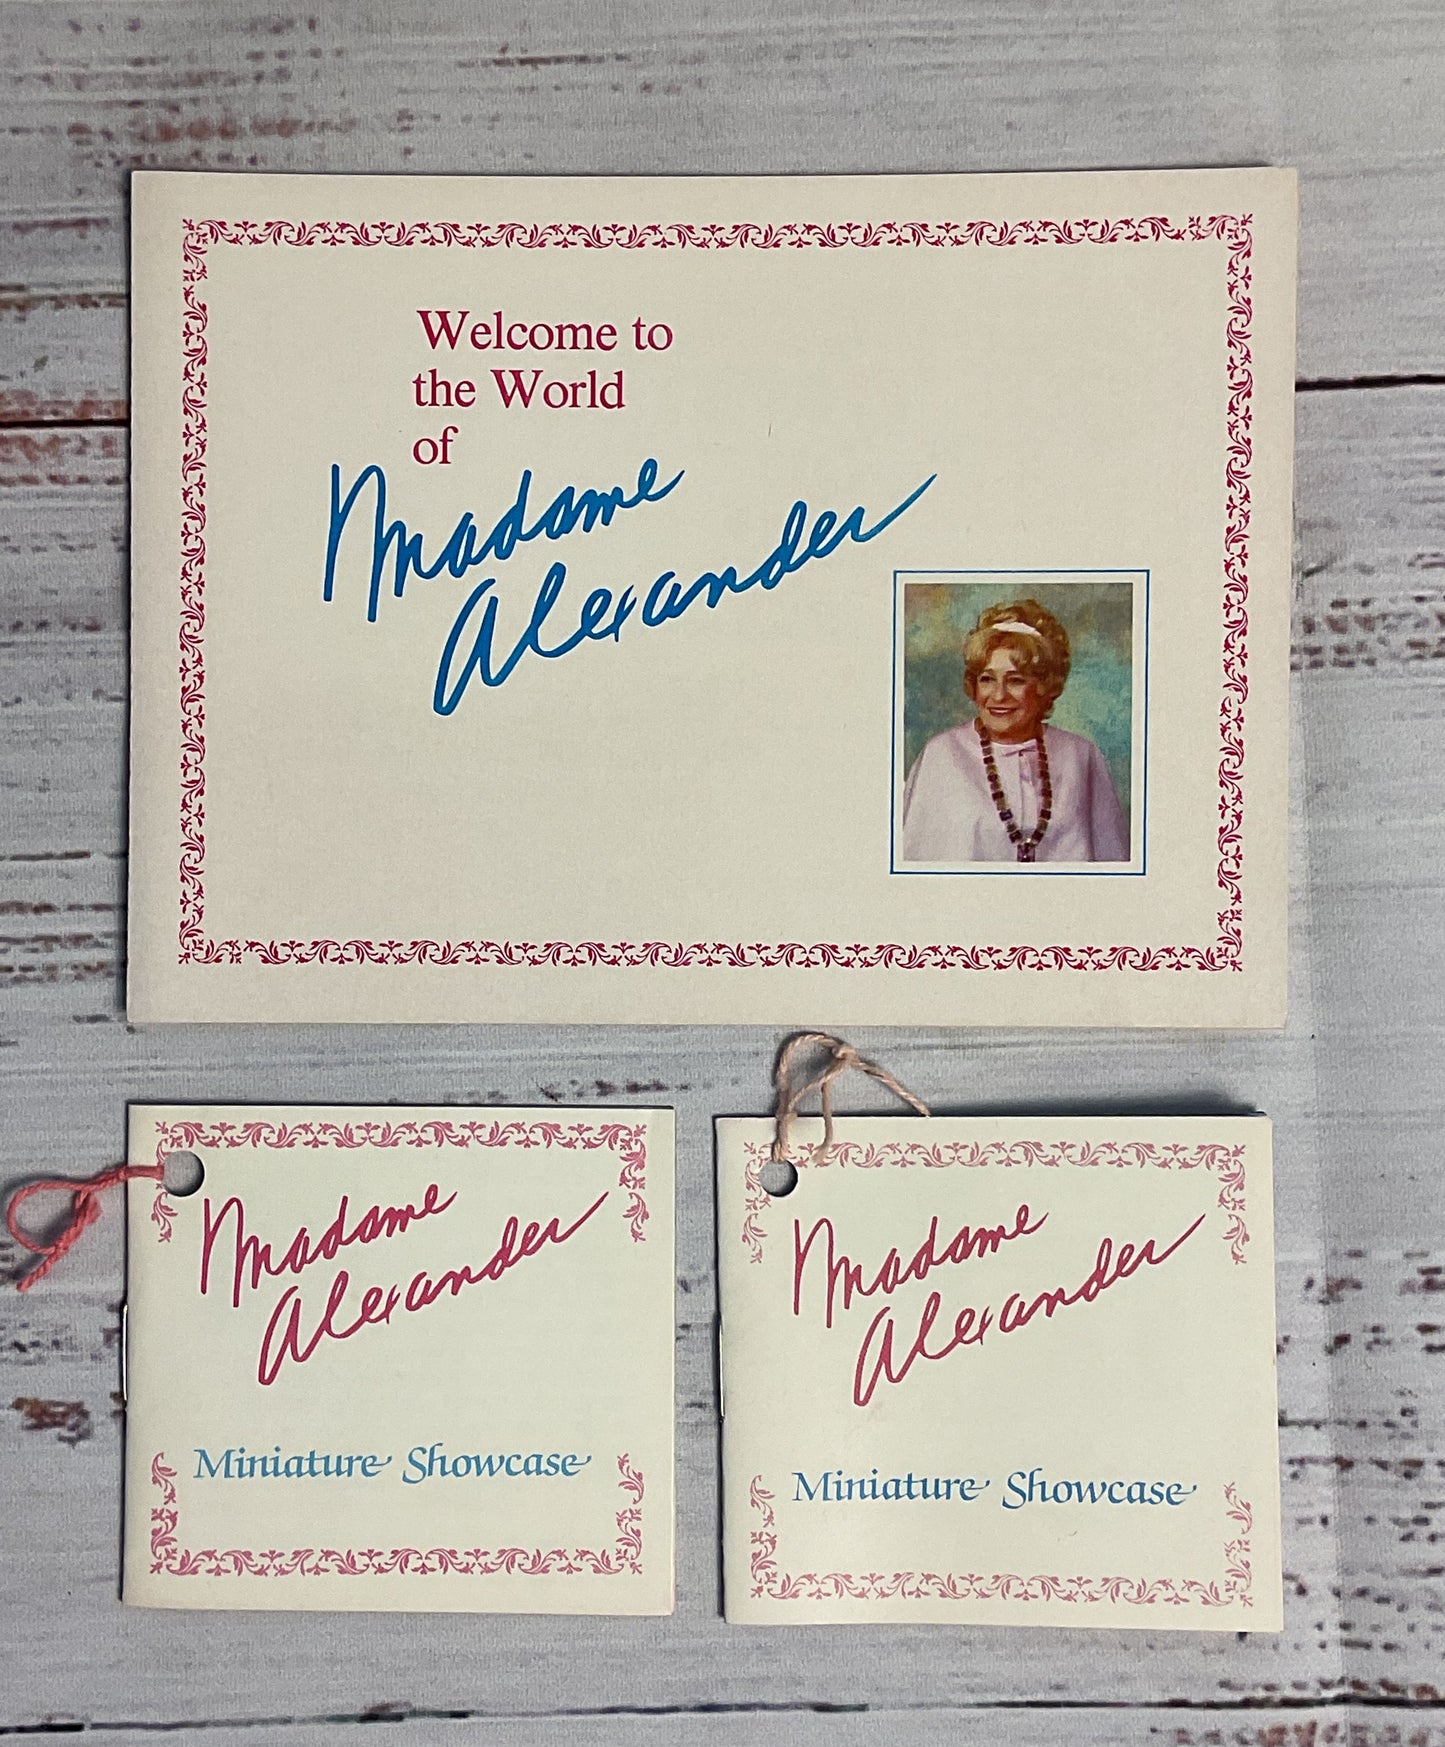 Welcome to
the World
of
Madame
Alexander
Madame
Alexander
Miniature Showcase
Madame
Alexander
Miniature Showcase